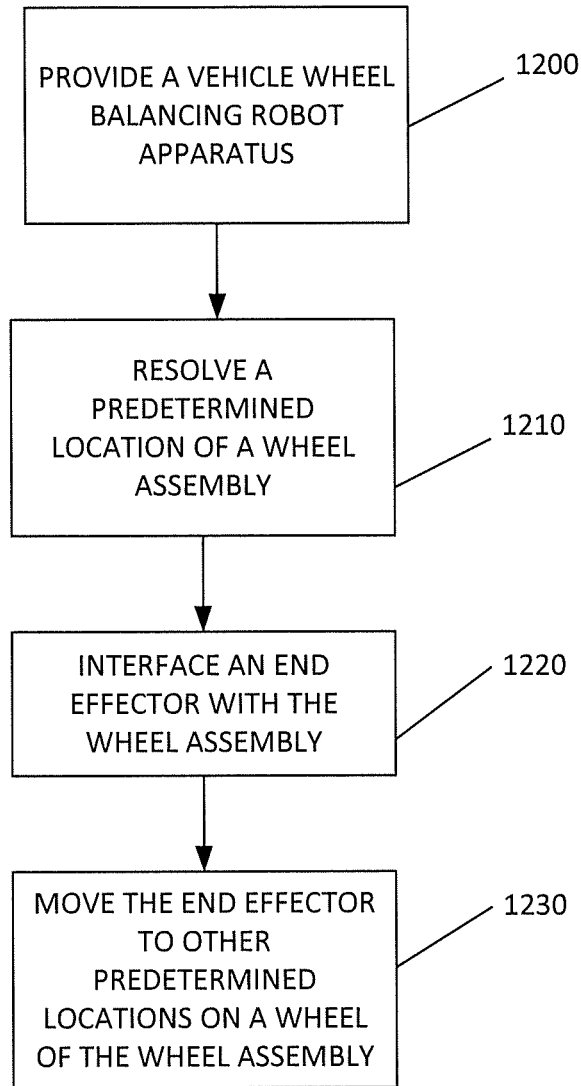 PROVIDE A VEHICLE WHEEL
BALANCING ROBOT
APPARATUS
1200
RESOLVE A
PREDETERMINED
LOCATION OF A WHEEL
ASSEMBLY
1210
INTERFACE AN END
EFFECTOR WITH THE
WHEEL ASSEMBLY
1220
MOVE THE END EFFECTOR
TO OTHER
PREDETERMINED
LOCATIONS ON A WHEEL
OF THE WHEEL ASSEMBLY
1230